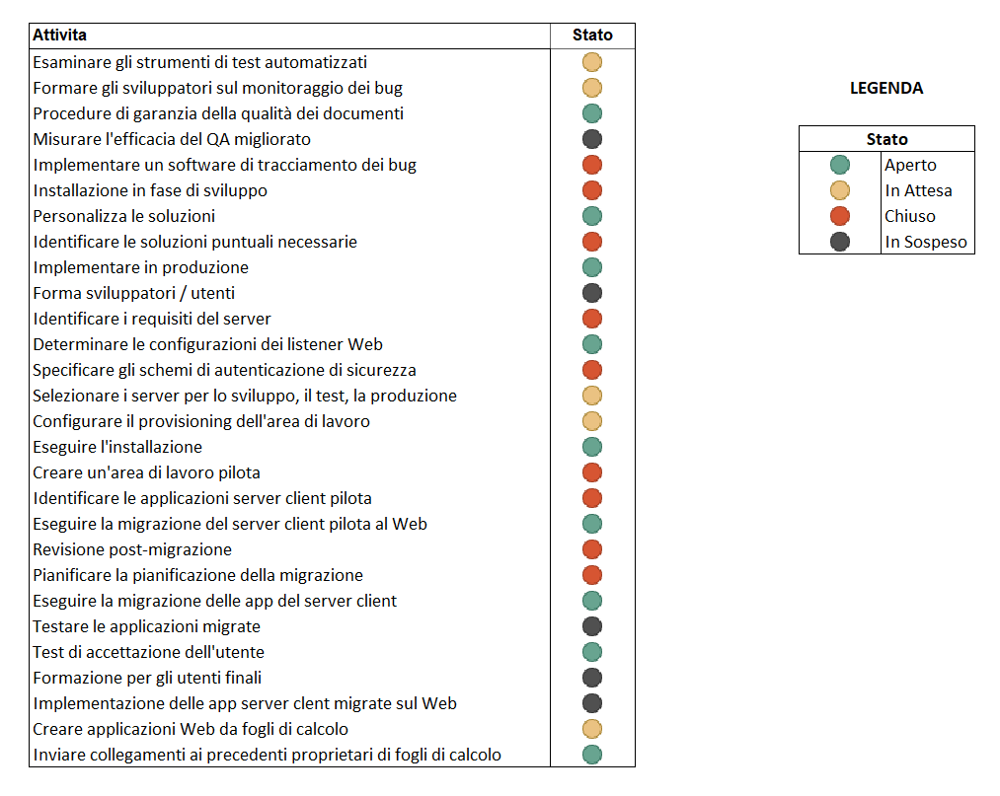 Attivita Stato
Esaminare gli strumenti di test automatizzati
Formare gli sviluppatori sul monitoraggio dei bug
Procedure di garanzia della qualità dei documenti
Misurare l'efficacia del QA migliorato
Implementare un software di tracciamento dei bug
Installazione in fase di sviluppo
Personalizza le soluzioni
Identificare le soluzioni puntuali necessarie
Implementare in produzione
Forma sviluppatori / utenti
Identificare i requisiti del server
Determinare le configurazioni dei listener Web
Specificare gli schemi di autenticazione di sicurezza
Selezionare i server per lo sviluppo, il test, la produzione
Configurare il provisioning dell'area di lavoro
Eseguire l'installazione
Creare un'area di lavoro pilota
Identificare le applicazioni server client pilota
Eseguire la migrazione del server client pilota al Web
Revisione post-migrazione
Pianificare la pianificazione della migrazione
Eseguire la migrazione delle app del server client
Testare le applicazioni migrate
Test di accettazione dell'utente
Formazione per gli utenti finali
Implementazione delle app server clent migrate sul Web
Creare applicazioni Web da fogli di calcolo
Inviare collegamenti ai precedenti proprietari di fogli di calcolo
LEGENDA
Stato
Aperto
In Attesa
Chiuso
In Sospeso